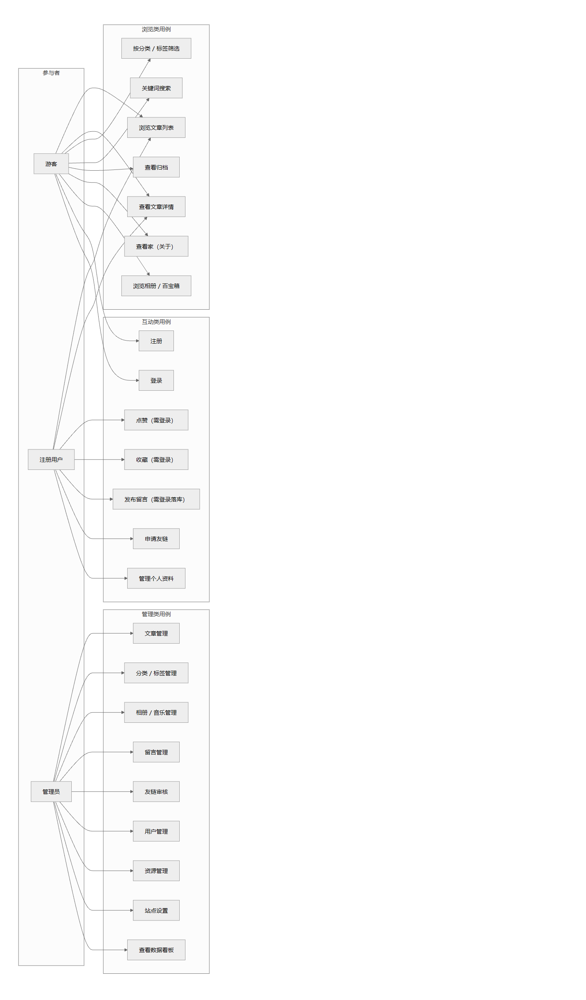 参与者
游客
注册用户
管理员
浏览类用例
按分类 / 标签筛选
关键词搜索
浏览文章列表
查看归档
查看文章详情
查看家（关于）
浏览相册 / 百宝箱
互动类用例
注册
登录
点赞（需登录）
收藏（需登录）
发布留言（需登录落库）
申请友链
管理个人资料
管理类用例
文章管理
分类 / 标签管理
相册 / 音乐管理
留言管理
友链审核
用户管理
资源管理
站点设置
查看数据看板